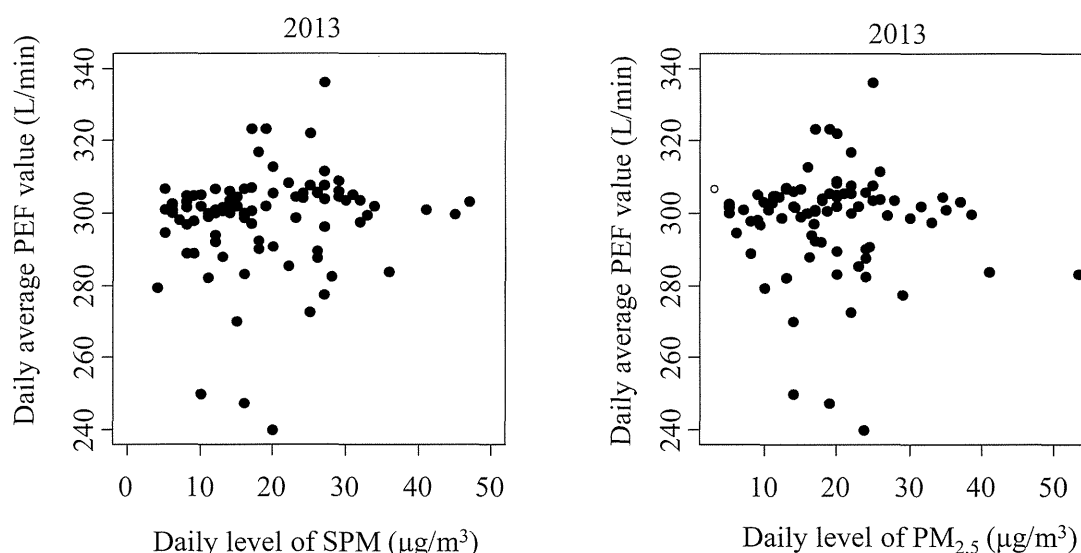 2013
Daily average PEF value (L/min)
340
320
300
280
260
240
0 10 20 30 40 50
Daily level of SPM (μg/m³)
2013
Daily average PEF value (L/min)
340
320
300
280
260
240
10 20 30 40 50
Daily level of PM₂.₅ (μg/m³)